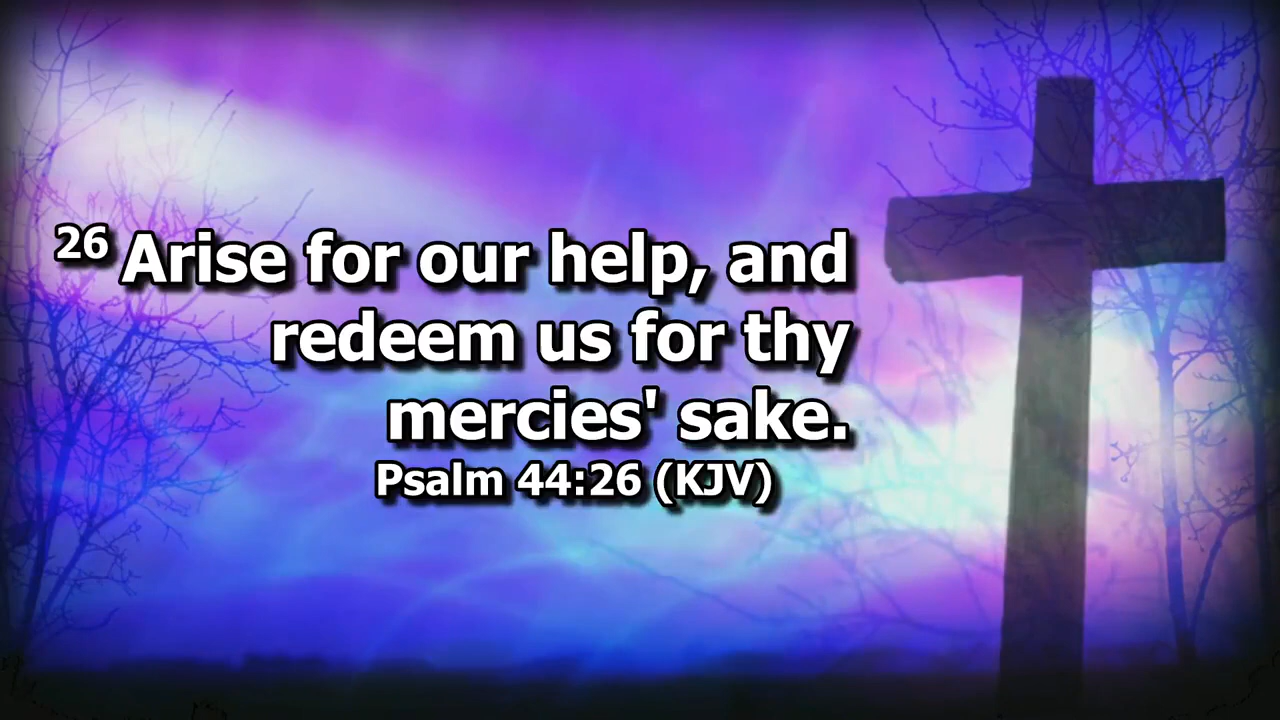 26 Arise for our help, and
redeem us for thy
mercies' sake.
Psalm 44:26 (KJV)